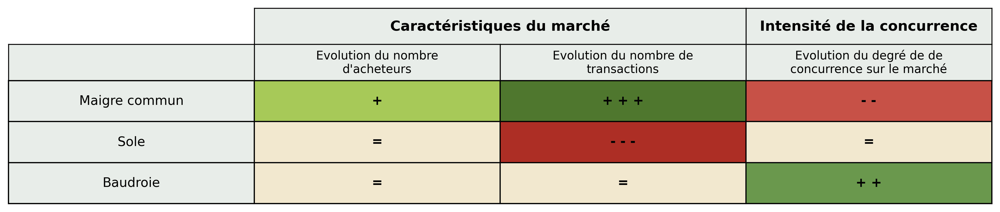 Caractéristiques du marché
Intensité de la concurrence
Evolution du nombre
d'acheteurs
Evolution du nombre de
transactions
Evolution du degré de de
concurrence sur le marché
Maigre commun
+
+ + +
- -
Sole
=
- - -
=
Baudroie
=
=
+ +